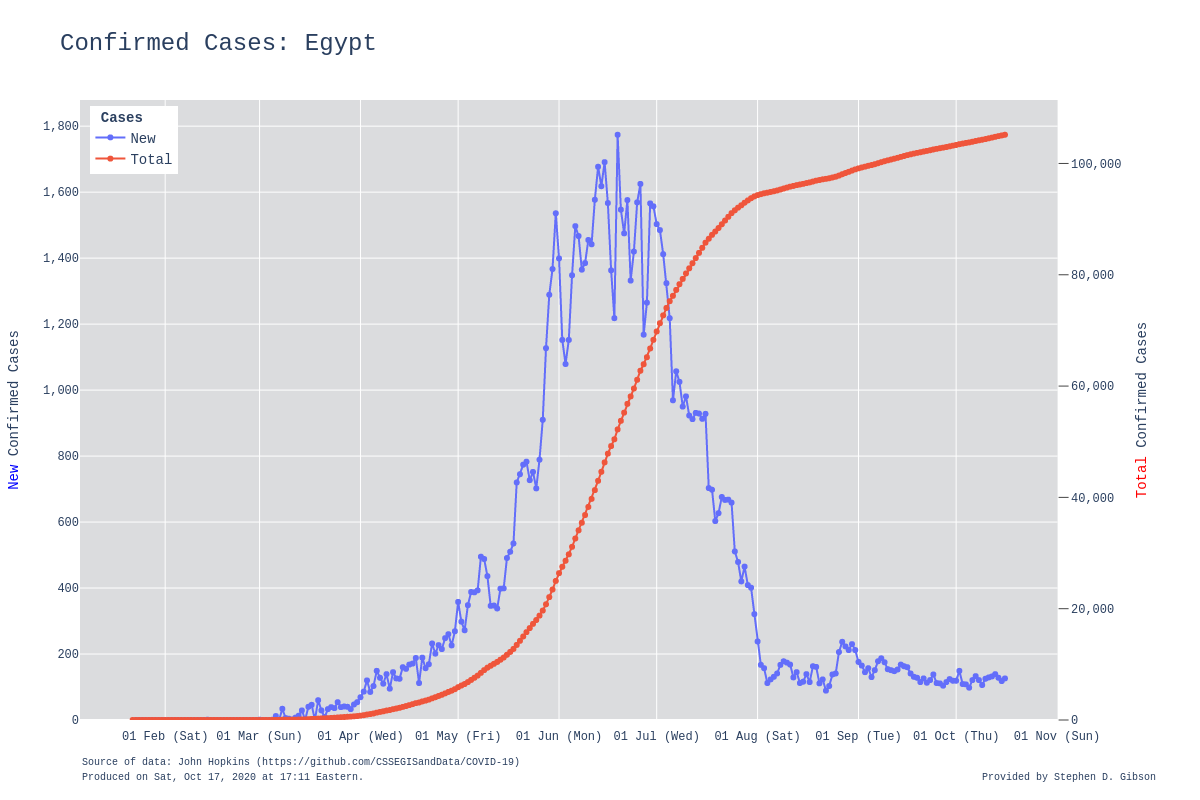 Confirmed Cases: Egypt
Cases
New
Total
1,800
1,600
1,400
1,200
1,000
800
600
400
200
0
New Confirmed Cases
100,000
80,000
60,000
40,000
20,000
0
Total Confirmed Cases
01 Feb (Sat) 01 Mar (Sun) 01 Apr (Wed) 01 May (Fri) 01 Jun (Mon) 01 Jul (Wed) 01 Aug (Sat) 01 Sep (Tue) 01 Oct (Thu) 01 Nov (Sun)
Source of data: John Hopkins (https://github.com/CSSEGISandData/COVID-19)
Produced on Sat, Oct 17, 2020 at 17:11 Eastern.
Provided by Stephen D. Gibson